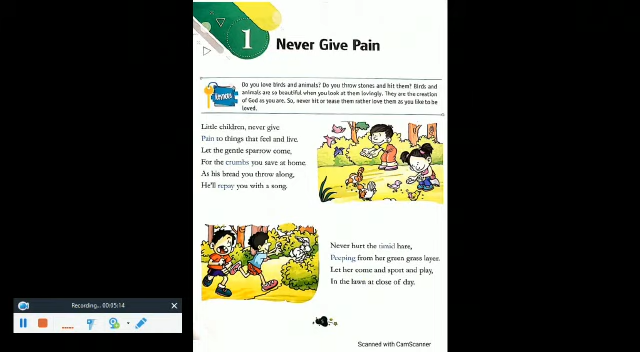 1
Never Give Pain
Do you love birds and animals? Do you throw stones and hit them? Birds and
animals are so beautiful when you look at them lovingly. They are the creation
of God as you are. So, never hit or tease them rather love them as you like to be
loved.
Little children, never give
Pain to things that feel and live.
Let the gentle sparrow come,
For the crumbs you save at home.
As his bread you throw along,
He'll repay you with a song.
Never hurt the timid hare,
Peeping from her green grass layer.
Let her come and sport and play,
In the lawn at close of day.
Scanned with CamScanner
Recording... 00:05:14